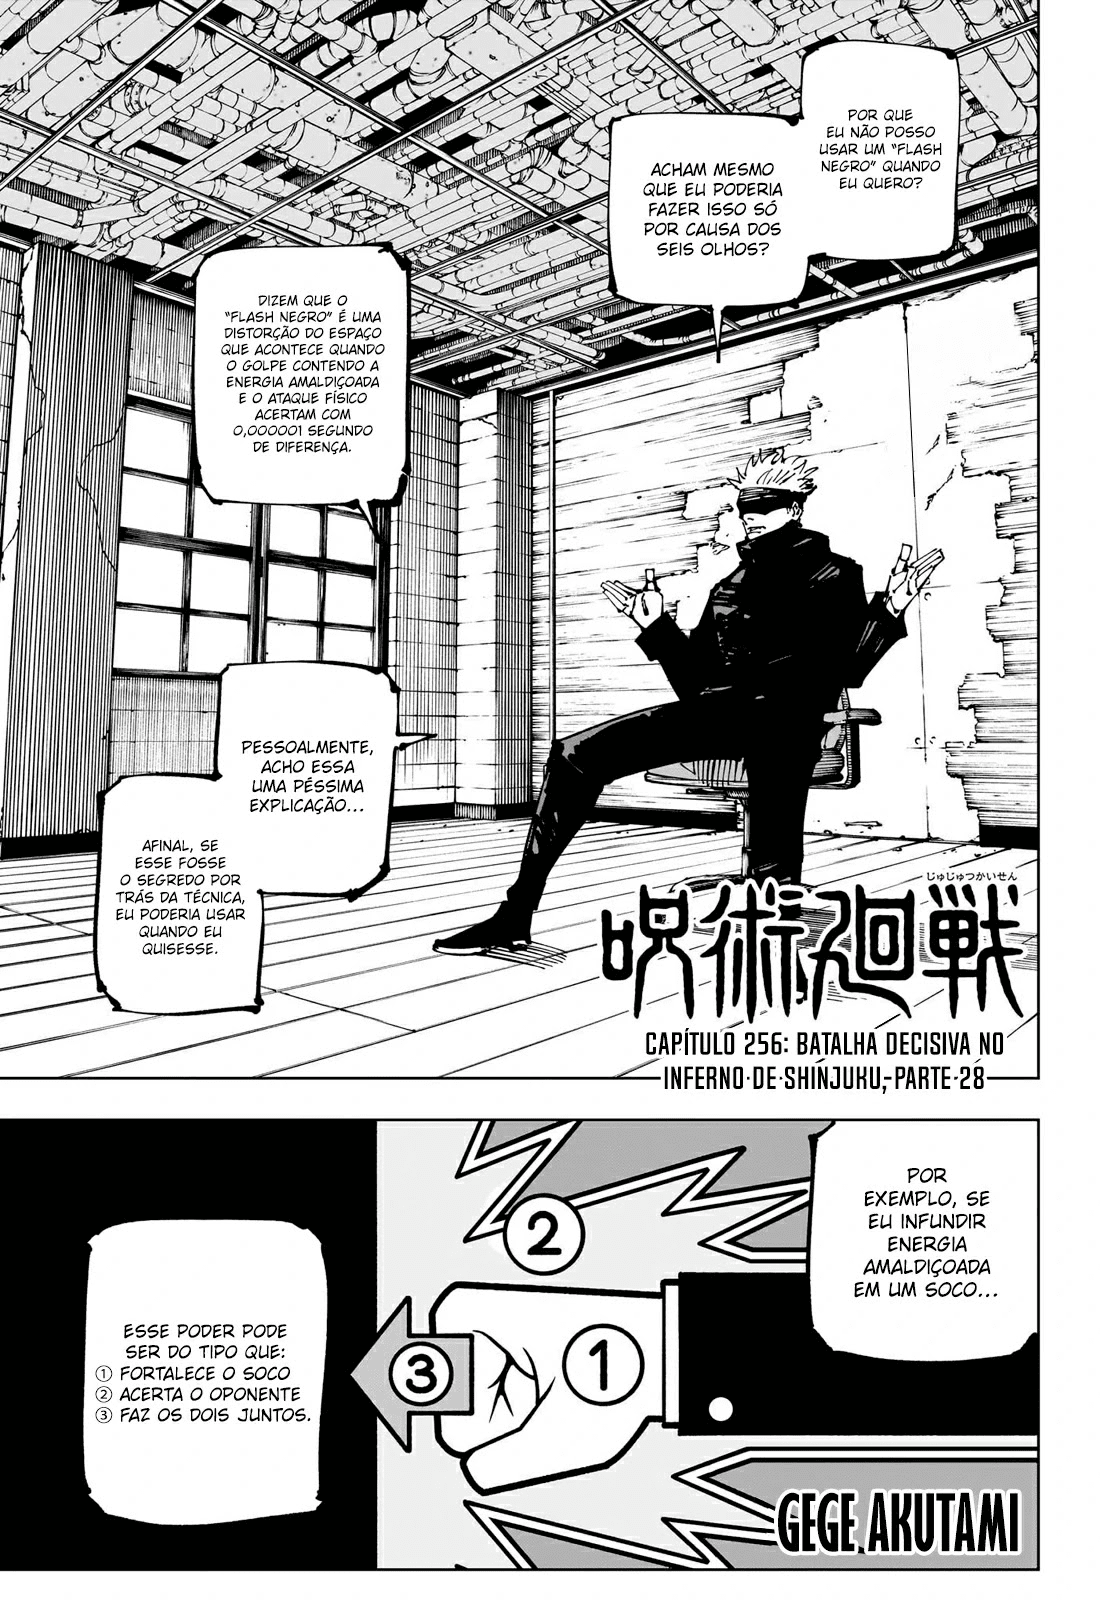 POR QUE
EU NÃO POSSO
USAR UM "FLASH
NEGRO" QUANDO
EU QUERO?
ACHAM MESMO
QUE EU PODERIA
FAZER ISSO SÓ
POR CAUSA DOS
SEIS OLHOS?
DIZEM QUE O
"FLASH NEGRO" É UMA
DISTORÇÃO DO ESPAÇO
QUE ACONTECE QUANDO
O GOLPE CONTENDO A
ENERGIA AMALDIÇOADA
E O ATAQUE FÍSICO
ACERTAM COM
0,000001 SEGUNDO
DE DIFERENÇA.
PESSOALMENTE,
ACHO ESSA
UMA PÉSSIMA
EXPLICAÇÃO...
AFINAL, SE
ESSE FOSSE
O SEGREDO POR
TRÁS DA TÉCNICA,
EU PODERIA USAR
QUANDO EU
QUISESSE.
じゅじゅつかいせん
呪術廻戦
CAPÍTULO 256: BATALHA DECISIVA NO
INFERNO DE SHINJUKU, PARTE 28
POR
EXEMPLO, SE
EU INFUNDIR
ENERGIA
AMALDIÇOADA
EM UM SOCO...
②
①
③
ESSE PODER PODE
SER DO TIPO QUE:
① FORTALECE O SOCO
② ACERTA O OPONENTE
③ FAZ OS DOIS JUNTOS.
GEGE AKUTAMI